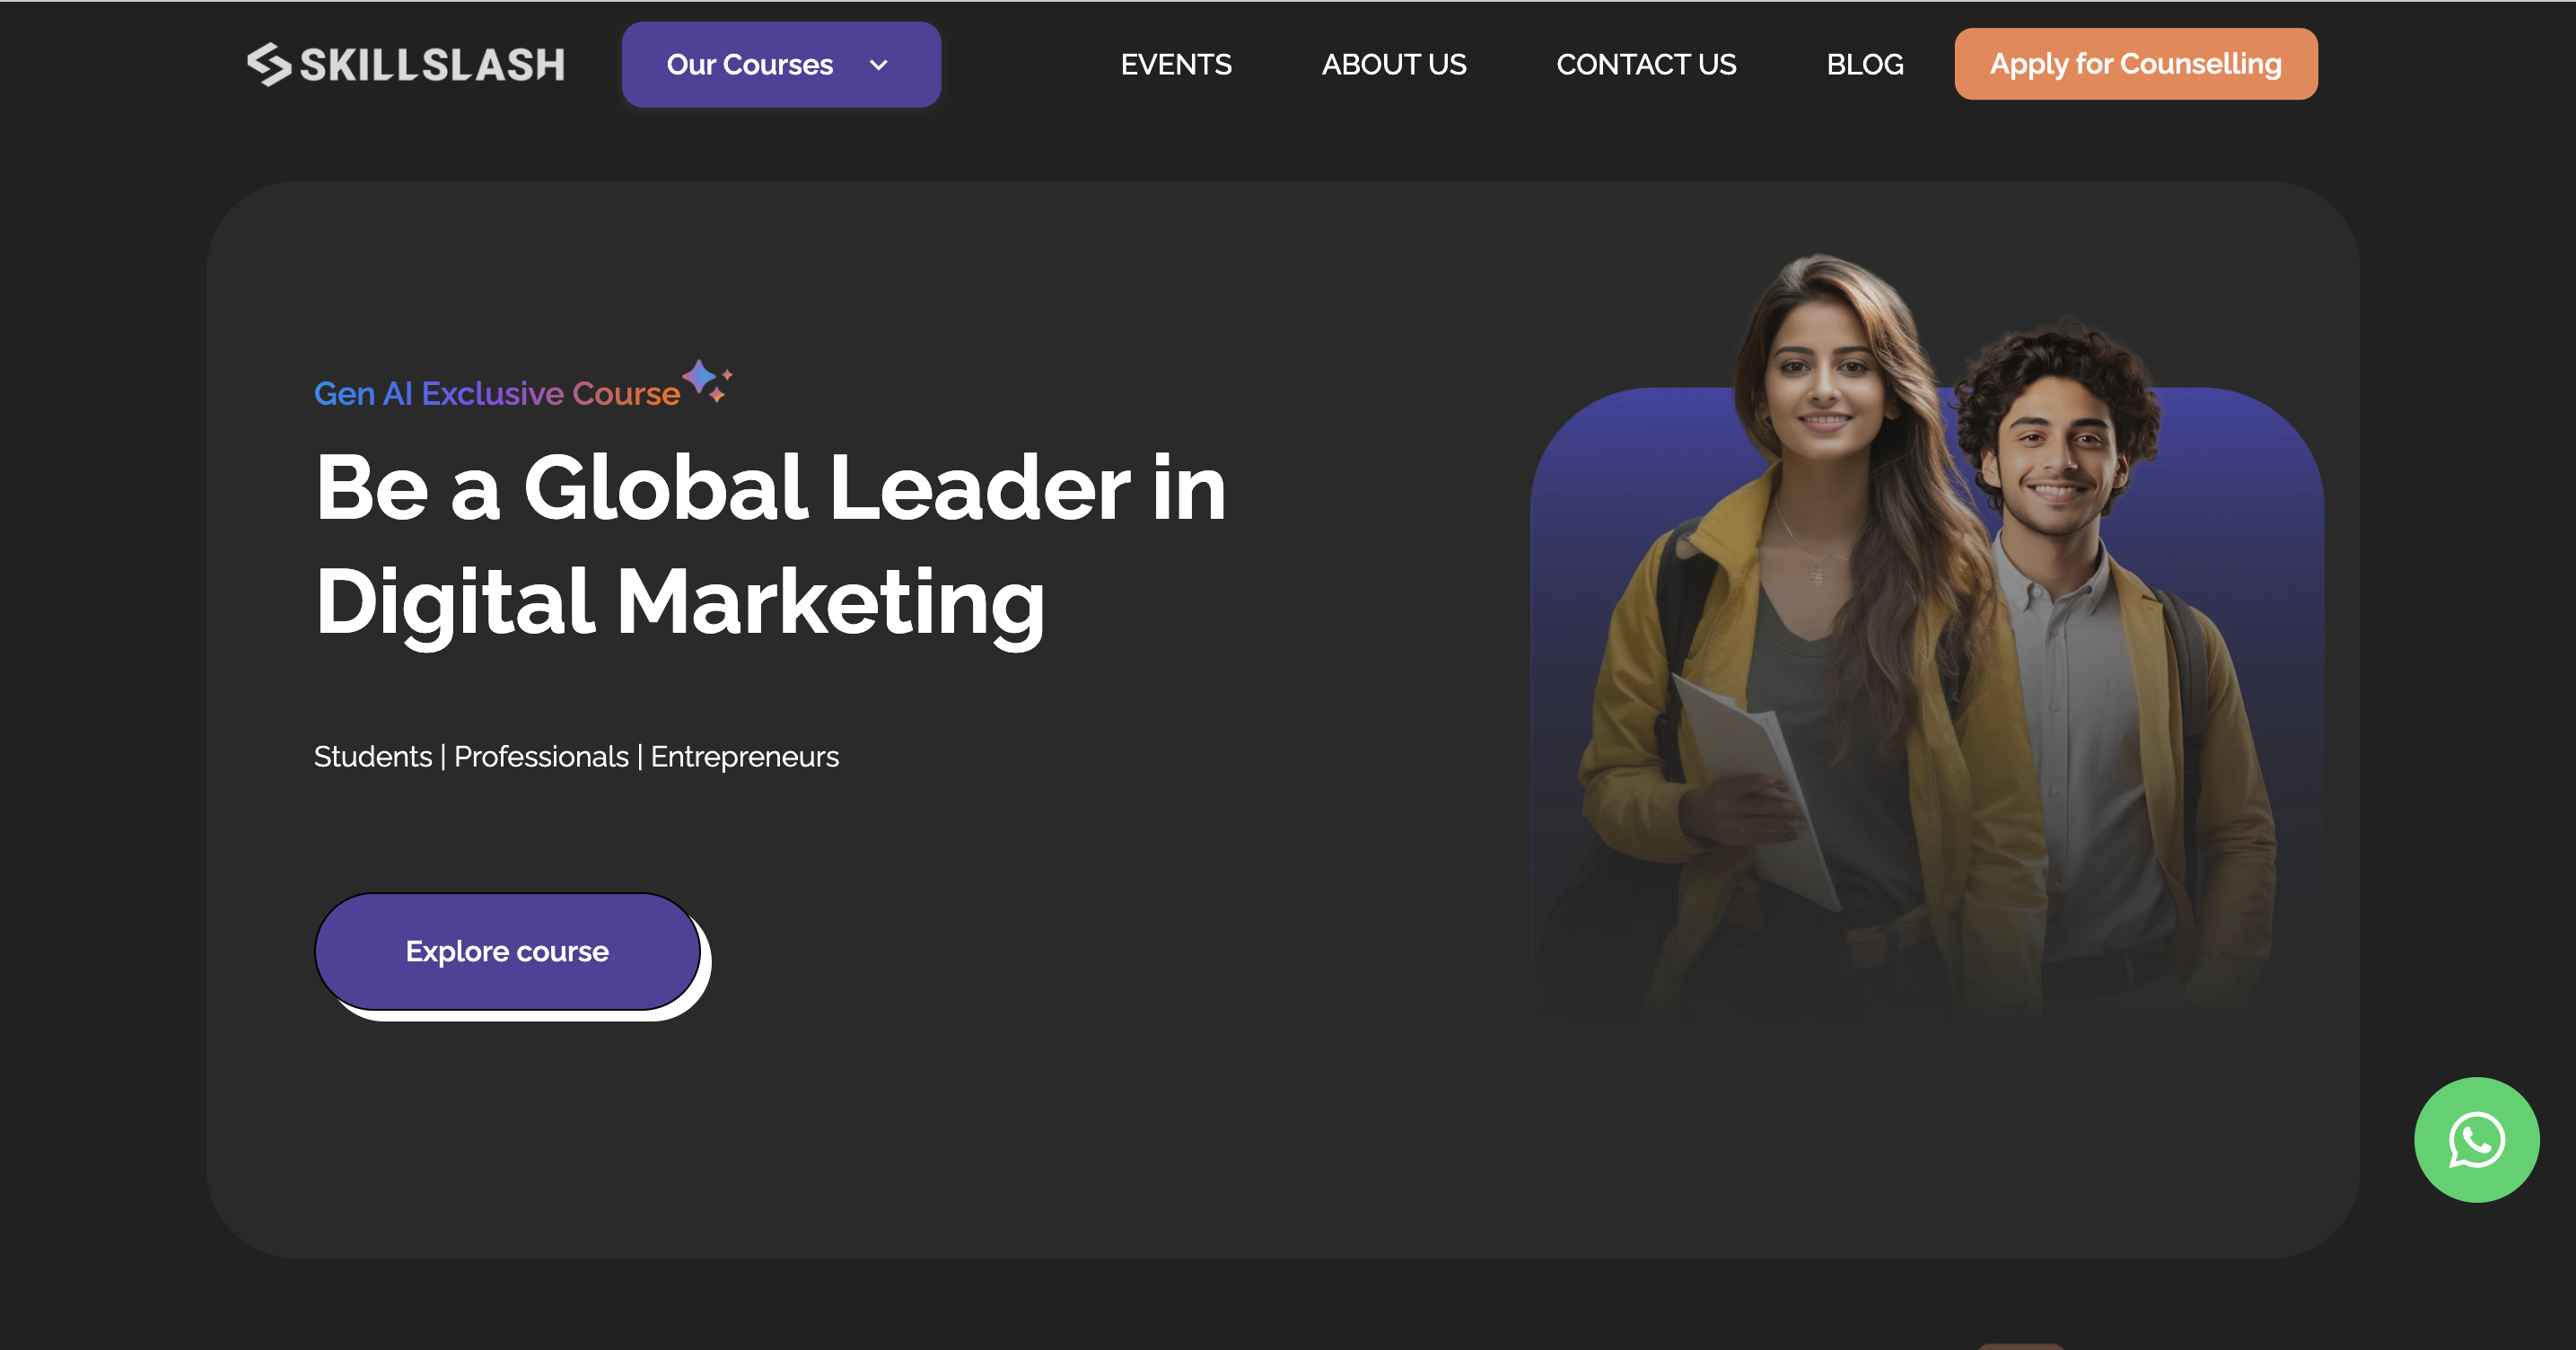 SKILLSLASH
Our Courses
EVENTS
ABOUT US
CONTACT US
BLOG
Apply for Counselling
Gen AI Exclusive Course
Be a Global Leader in
Digital Marketing
Students | Professionals | Entrepreneurs
Explore course